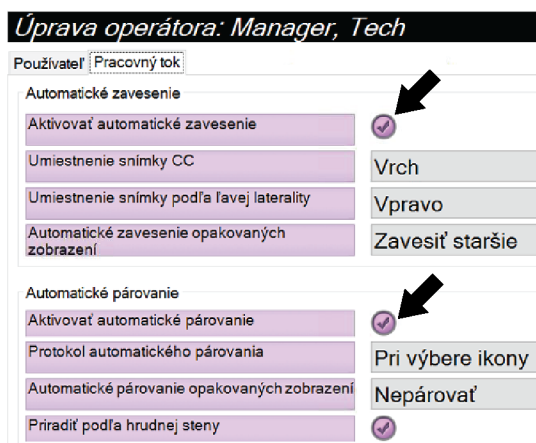 Úprava operátora: Manager, Tech
Používateľ Pracovný tok
Automatické zavesenie
Aktivovať automatické zavesenie
Umiestnenie snímky CC Vrch
Umiestnenie snímky podľa ľavej laterality Vpravo
Automatické zavesenie opakovaných
zobrazení Zavesiť staršie
Automatické párovanie
Aktivovať automatické párovanie
Protokol automatického párovania Pri výbere ikony
Automatické párovanie opakovaných zobrazení Nepárovať
Priradiť podľa hrudnej steny